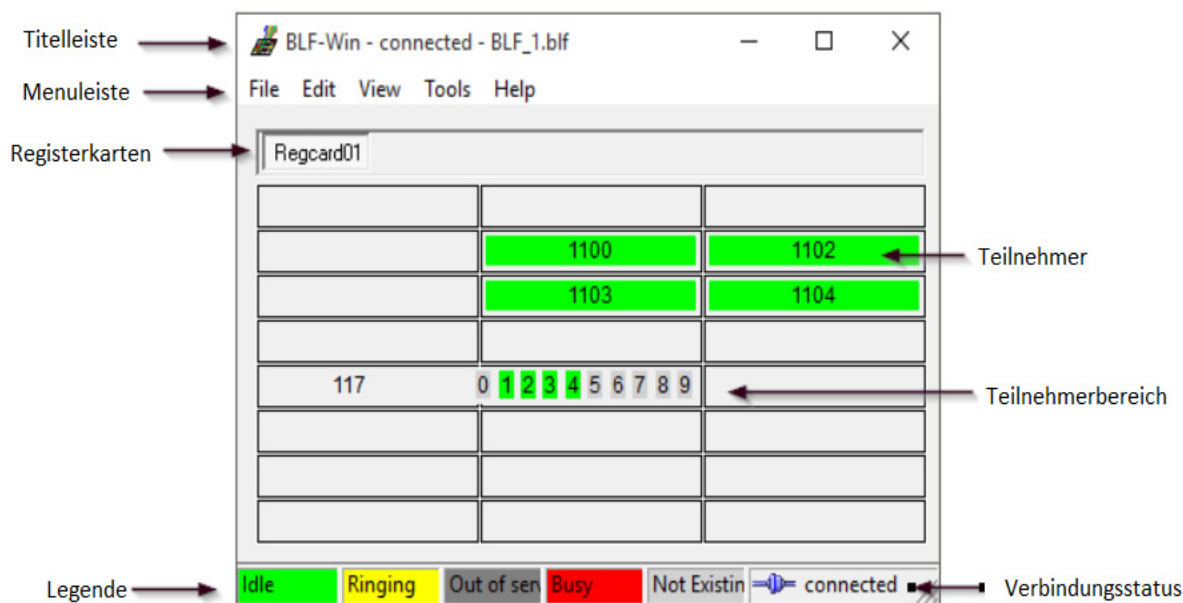 Titelleiste
BLF-Win - connected - BLF_1.blf
Menuleiste
File Edit View Tools Help
Registerkarten
Regcard01
1100 1102
Teilnehmer
1103 1104
117 0 1 2 3 4 5 6 7 8 9
Teilnehmerbereich
Legende
Idle Ringing Out of serv Busy Not Existin connected
Verbindungsstatus